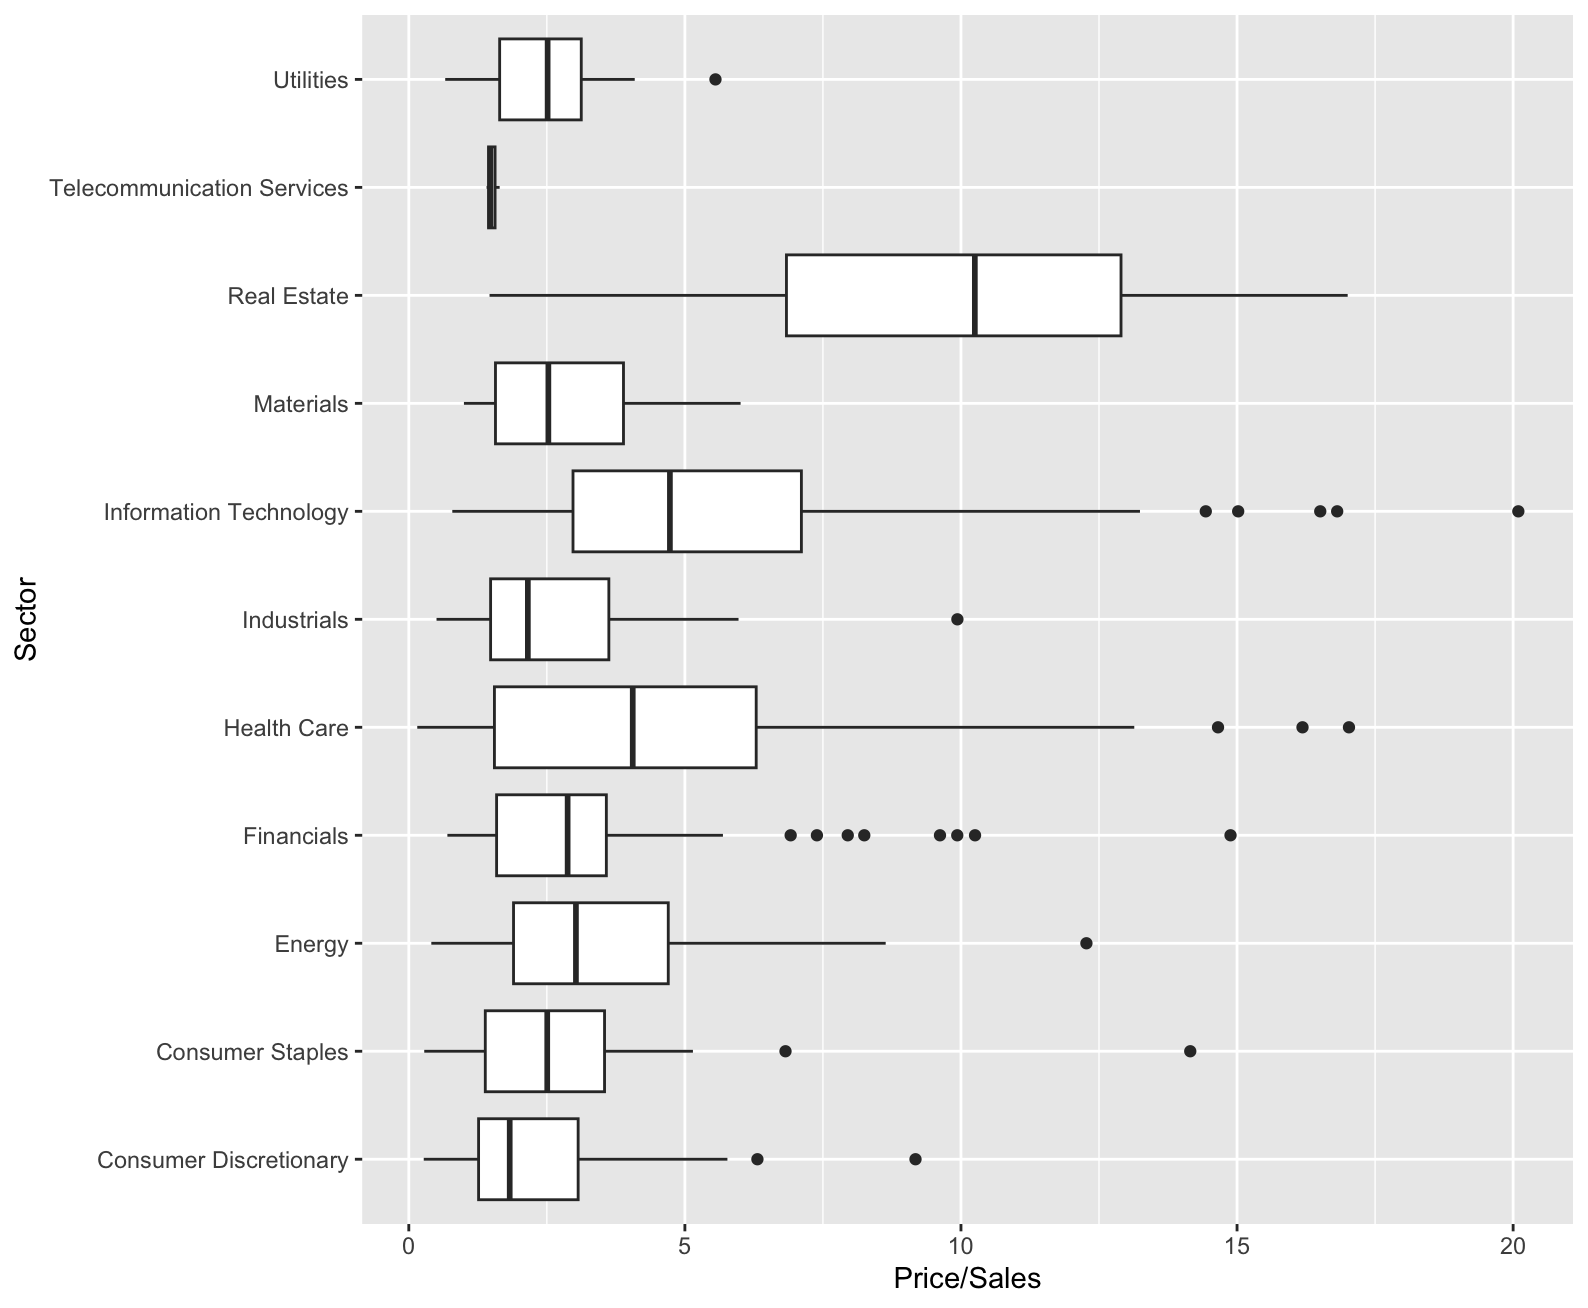 Utilities
Telecommunication Services
Real Estate
Materials
Information Technology
Industrials
Health Care
Financials
Energy
Consumer Staples
Consumer Discretionary
Sector
0 5 10 15 20
Price/Sales